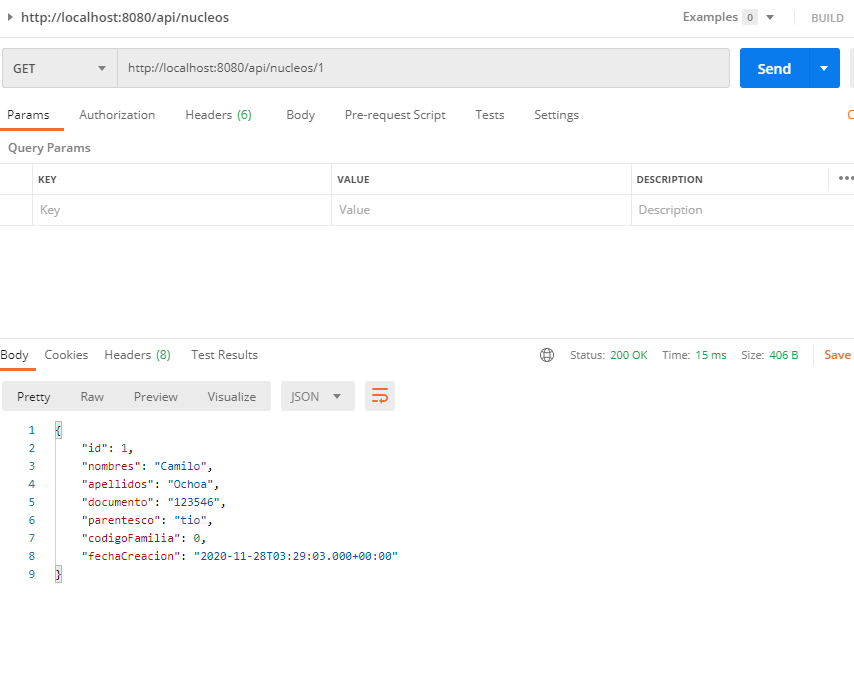 http://localhost:8080/api/nucleos Examples 0 BUILD
GET http://localhost:8080/api/nucleos/1 Send
Params Authorization Headers (6) Body Pre-request Script Tests Settings
Query Params
KEY VALUE DESCRIPTION
Key Value Description
Body Cookies Headers (8) Test Results Status: 200 OK Time: 15 ms Size: 406 B Save
Pretty Raw Preview Visualize JSON
1 {
2 "id": 1,
3 "nombres": "Camilo",
4 "apellidos": "Ochoa",
5 "documento": "123546",
6 "parentesco": "tio",
7 "codigoFamilia": 0,
8 "fechaCreacion": "2020-11-28T03:29:03.000+00:00"
9 }